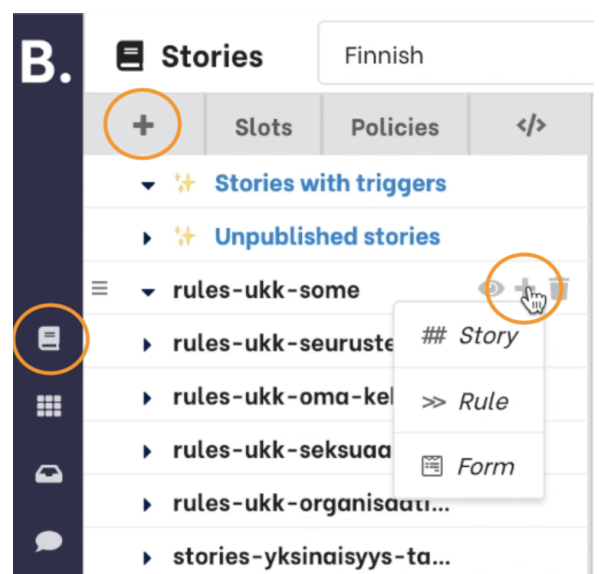 B.
Stories
Finnish
+ Slots Policies </>
Stories with triggers
Unpublished stories
rules-ukk-some
rules-ukk-seuruste
## Story
rules-ukk-oma-kel
>> Rule
rules-ukk-seksuaa
Form
rules-ukk-organisaati...
stories-yksinaisyys-ta...